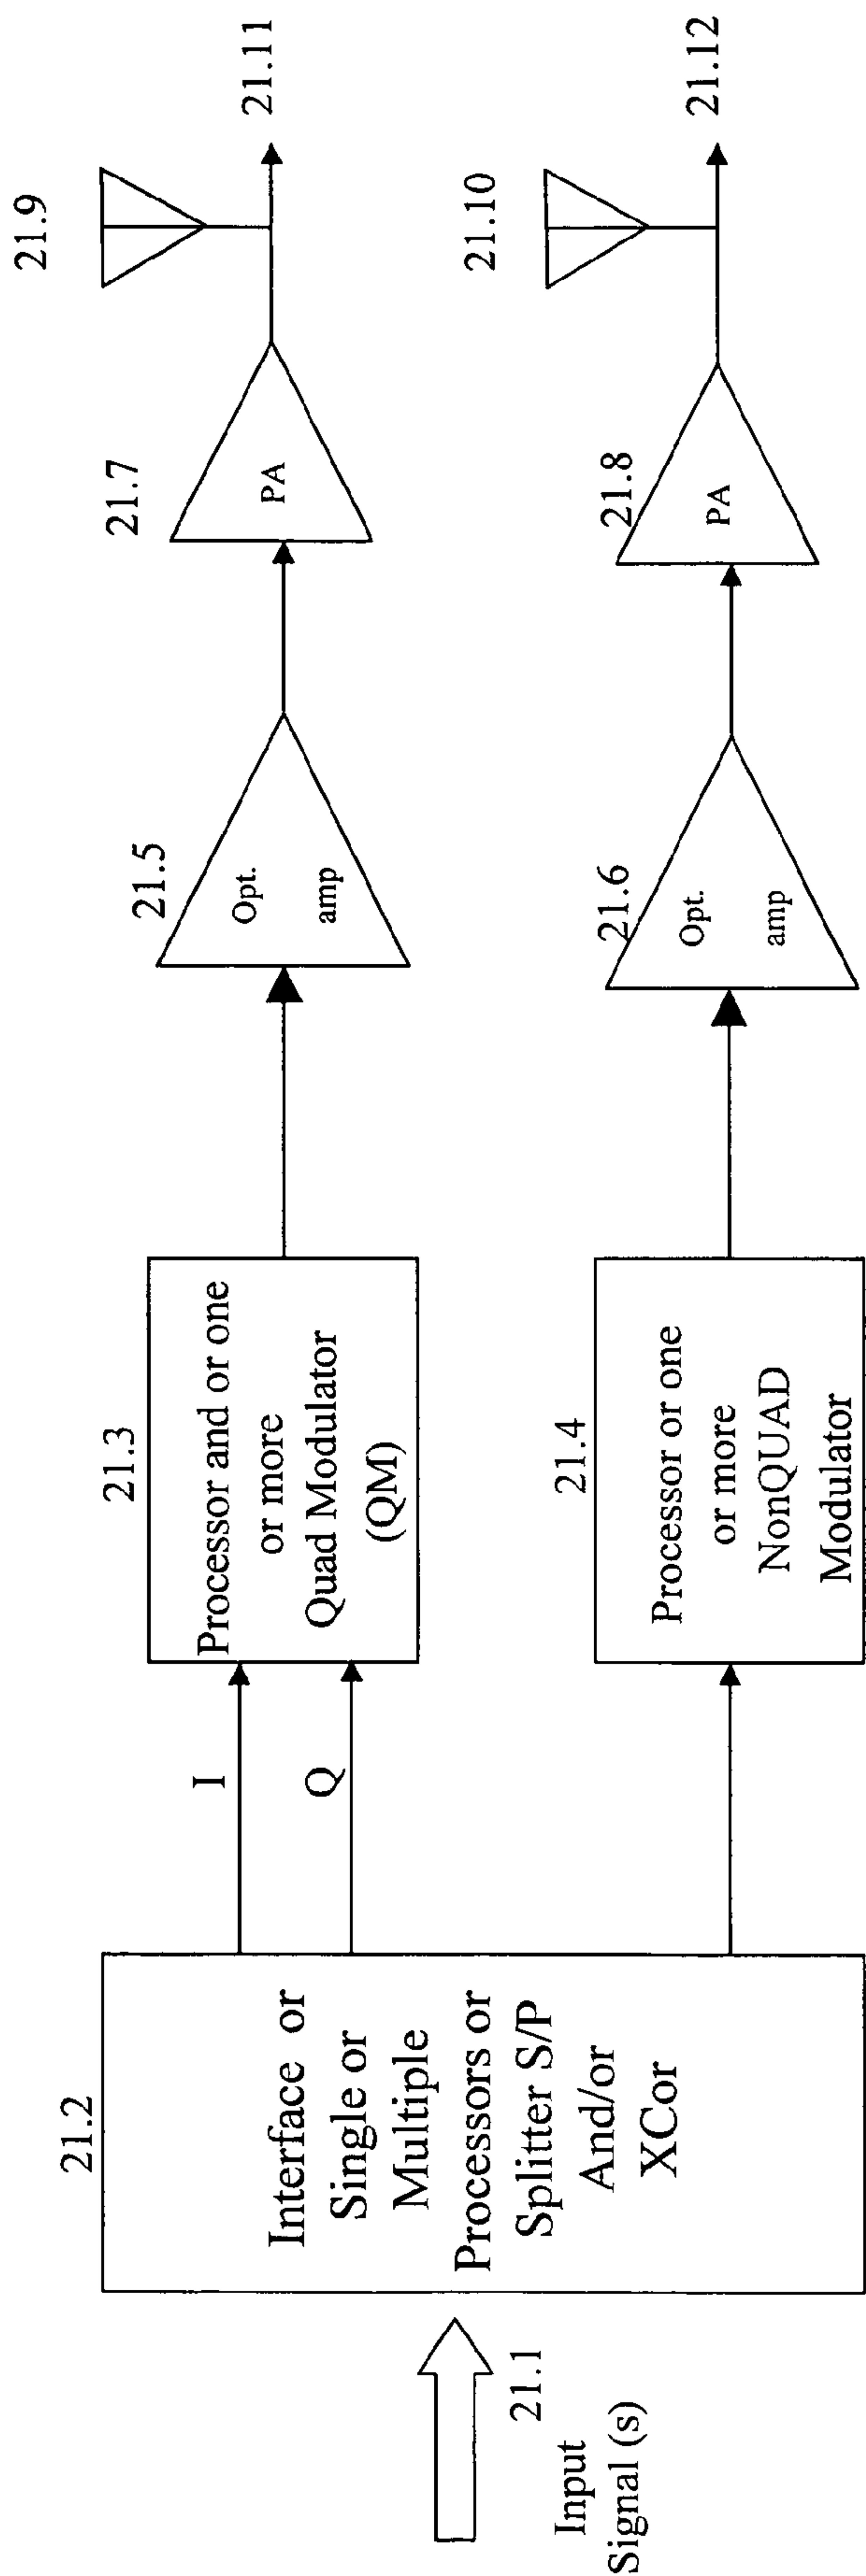 21.1
Input
Signal (s)
21.2
Interface or
Single or
Multiple
Processors or
Splitter S/P
And/or
XCor
I
Q
21.3
Processor and or one
or more
Quad Modulator
(QM)
21.5
Opt.
amp
21.7
PA
21.9
21.11
21.4
Processor or one
or more
NonQUAD
Modulator
21.6
Opt.
amp
21.8
PA
21.10
21.12